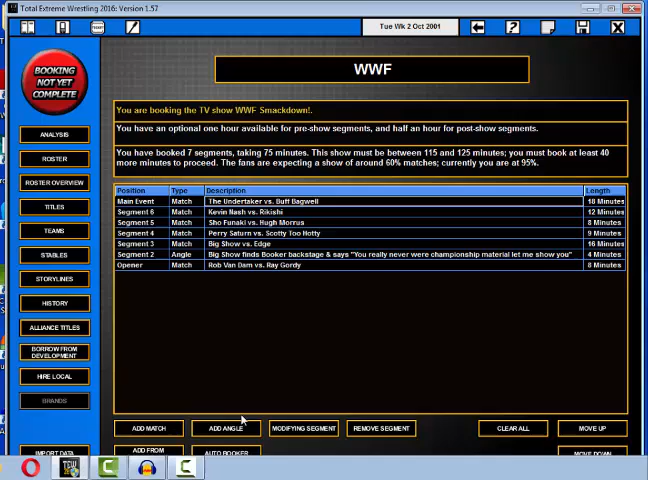 Total Extreme Wrestling 2016: Version 1.57
Tue Wk 2 Oct 2001
BOOKING
NOT YET
COMPLETE
WWF
You are booking the TV show WWF Smackdown!.
You have an optional one hour available for pre-show segments, and half an hour for post-show segments.
You have booked 7 segments, taking 75 minutes. This show must be between 115 and 125 minutes; you must book at least 40
more minutes to proceed. The fans are expecting a show of around 60% matches; currently you are at 95%.
ANALYSIS
ROSTER
ROSTER OVERVIEW
TITLES
TEAMS
STABLES
STORYLINES
HISTORY
ALLIANCE TITLES
BORROW FROM
DEVELOPMENT
HIRE LOCAL
BRANDS
IMPORT DATA
Position Type Description Length
Main Event Match The Undertaker vs. Buff Bagwell 18 Minutes
Segment 6 Match Kevin Nash vs. Rikishi 12 Minutes
Segment 5 Match Sho Funaki vs. Hugh Morrus 8 Minutes
Segment 4 Match Perry Saturn vs. Scotty Too Hotty 9 Minutes
Segment 3 Match Big Show vs. Edge 16 Minutes
Segment 2 Angle Big Show finds Booker backstage & says "You really never were championship material let me show you" 4 Minutes
Opener Match Rob Van Dam vs. Ray Gordy 8 Minutes
ADD MATCH ADD ANGLE MODIFYING SEGMENT REMOVE SEGMENT CLEAR ALL MOVE UP
ADD FROM AUTO BOOKER MOVE DOWN